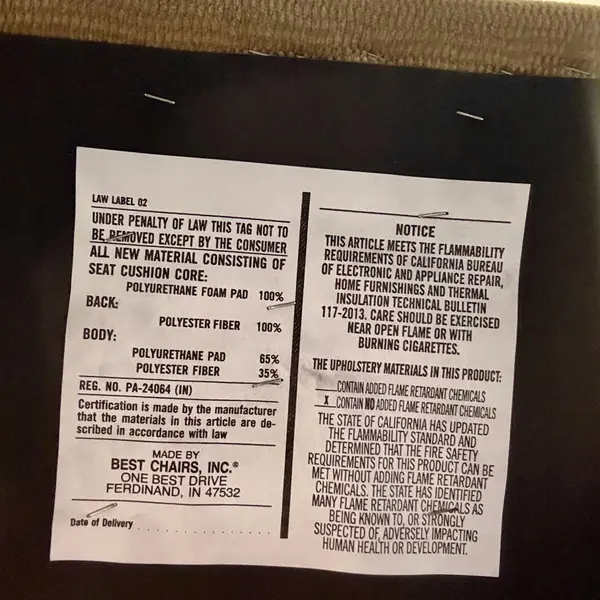 LAW LABEL 02
UNDER PENALTY OF LAW THIS TAG NOT TO
BE REMOVED EXCEPT BY THE CONSUMER
ALL NEW MATERIAL CONSISTING OF
SEAT CUSHION CORE:
POLYURETHANE FOAM PAD 100%
BACK:
POLYESTER FIBER 100%
BODY:
POLYURETHANE PAD 65%
POLYESTER FIBER 35%
REG. NO. PA-24064 (IN)
Certification is made by the manufacturer
that the materials in this article are de-
scribed in accordance with law
MADE BY
BEST CHAIRS, INC.®
ONE BEST DRIVE
FERDINAND, IN 47532
Date of Delivery . . . . . . . . . . . . . . . .
NOTICE
THIS ARTICLE MEETS THE FLAMMABILITY
REQUIREMENTS OF CALIFORNIA BUREAU
OF ELECTRONIC AND APPLIANCE REPAIR,
HOME FURNISHINGS AND THERMAL
INSULATION TECHNICAL BULLETIN
117-2013. CARE SHOULD BE EXERCISED
NEAR OPEN FLAME OR WITH
BURNING CIGARETTES.
THE UPHOLSTERY MATERIALS IN THIS PRODUCT:
CONTAIN ADDED FLAME RETARDANT CHEMICALS
X CONTAIN NO ADDED FLAME RETARDANT CHEMICALS
THE STATE OF CALIFORNIA HAS UPDATED
THE FLAMMABILITY STANDARD AND
DETERMINED THAT THE FIRE SAFETY
REQUIREMENTS FOR THIS PRODUCT CAN BE
MET WITHOUT ADDING FLAME RETARDANT
CHEMICALS. THE STATE HAS IDENTIFIED
MANY FLAME RETARDANT CHEMICALS AS
BEING KNOWN TO, OR STRONGLY
SUSPECTED OF, ADVERSELY IMPACTING
HUMAN HEALTH OR DEVELOPMENT.